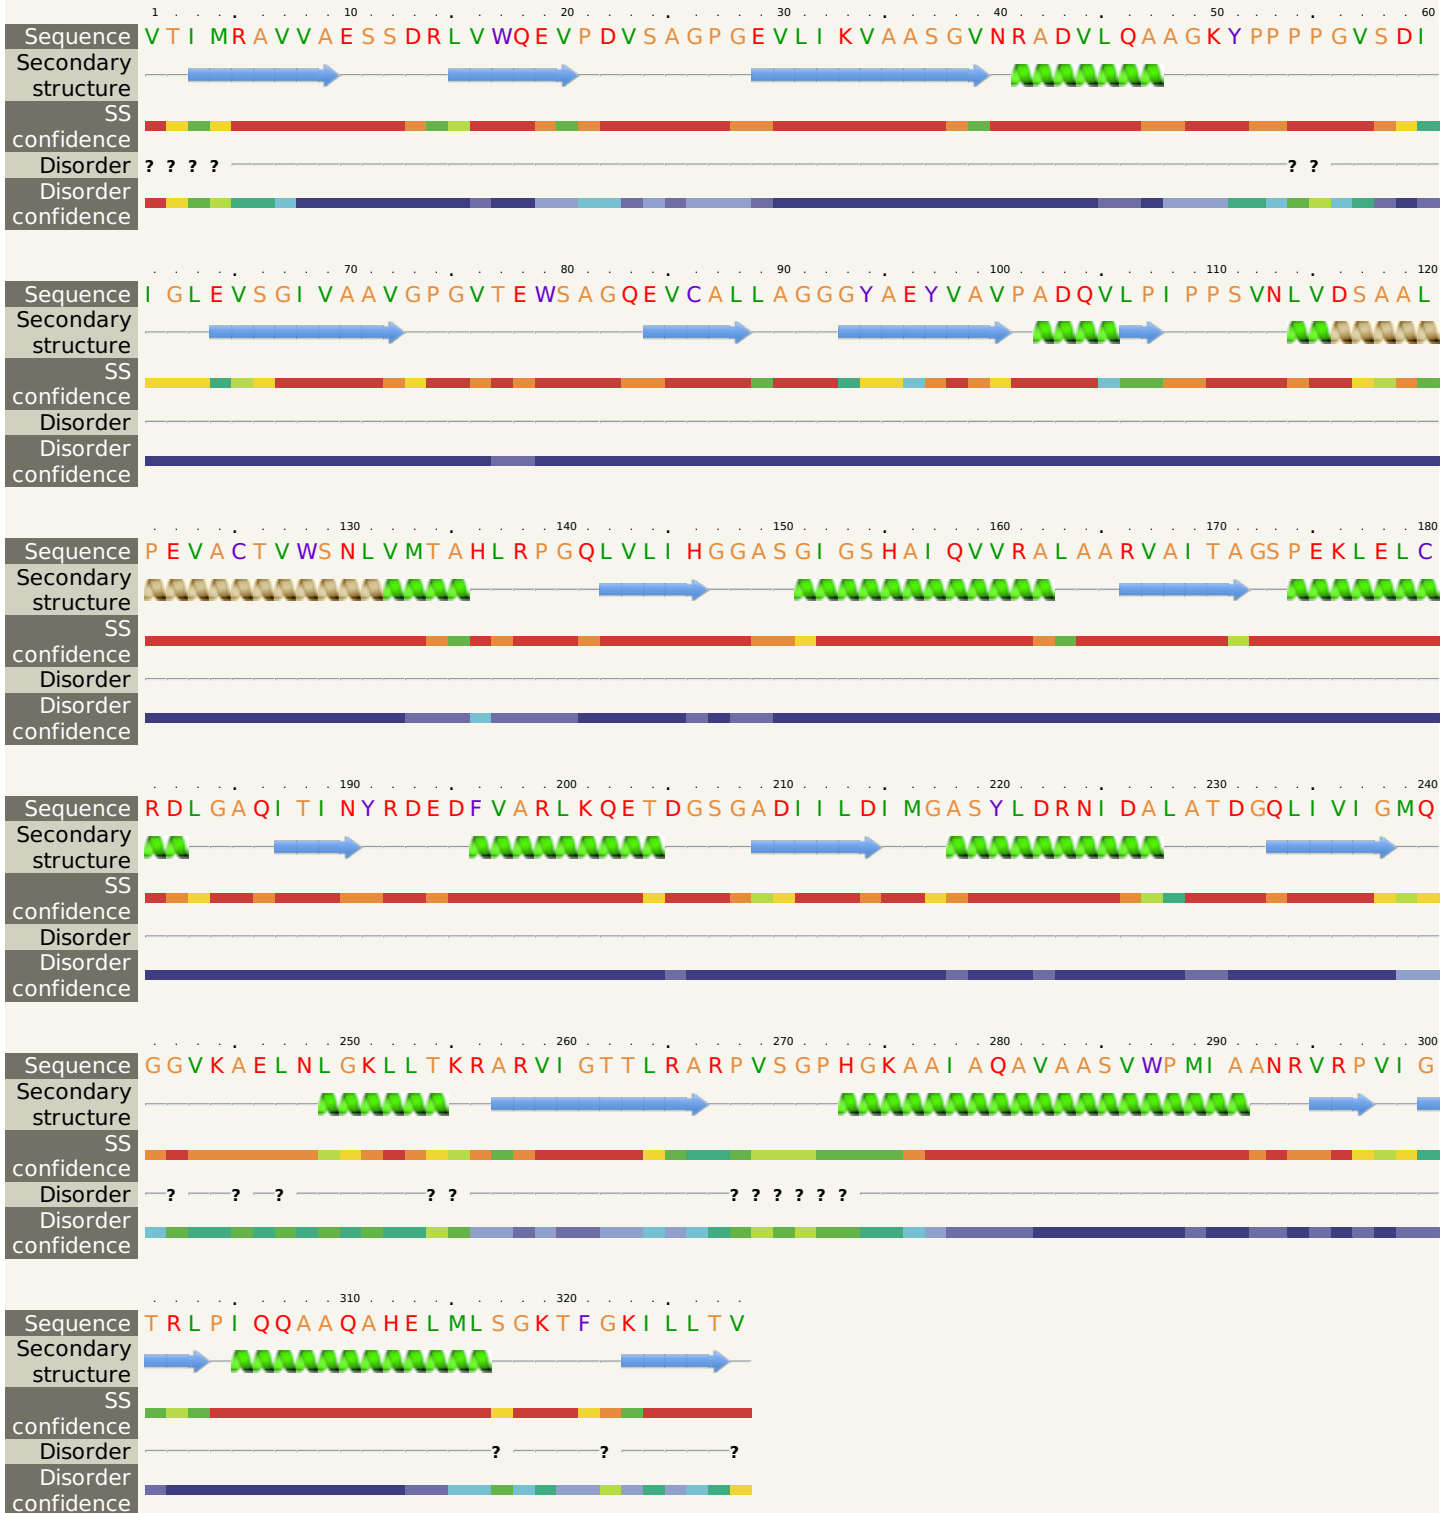 1 10 20 30 40 50 60
Sequence VTIMRAVVAESSDRLVWQEVPDVSAGPGEVLIKVAASGVNRADVLQAAGKYPPPPGVSDI
Secondary
structure
SS
confidence
Disorder ? ? ? ? ? ?
Disorder
confidence
70 80 90 100 110 120
Sequence IGLEVSGIVAAVGPGVTEWSAGQEVCALLAGGGYAEYVAVPADQVLPIPPSVNLVDSAAL
Secondary
structure
SS
confidence
Disorder
Disorder
confidence
130 140 150 160 170 180
Sequence PEVACTVWSNLVMTAHLRPGQLVLIHGGASGIGSHAIQVVRALAARVAITAGSPEKLELC
Secondary
structure
SS
confidence
Disorder
Disorder
confidence
190 200 210 220 230 240
Sequence RDLGAQITINYRDEDFVARLKQETDGSGADIILDIMGASYLDRNIDALATDGQLIVIGMQ
Secondary
structure
SS
confidence
Disorder
Disorder
confidence
250 260 270 280 290 300
Sequence GGVKAELNLGKLLTKRARVIGTTLRARPVSGPHGKAAIAQAVAASVWPMIAANRVRPVIG
Secondary
structure
SS
confidence
Disorder ? ? ? ? ? ? ? ? ? ? ?
Disorder
confidence
310 320
Sequence TRLPIQQAAQAHELMLSGKTFGKILLTV
Secondary
structure
SS
confidence
Disorder ? ? ?
Disorder
confidence